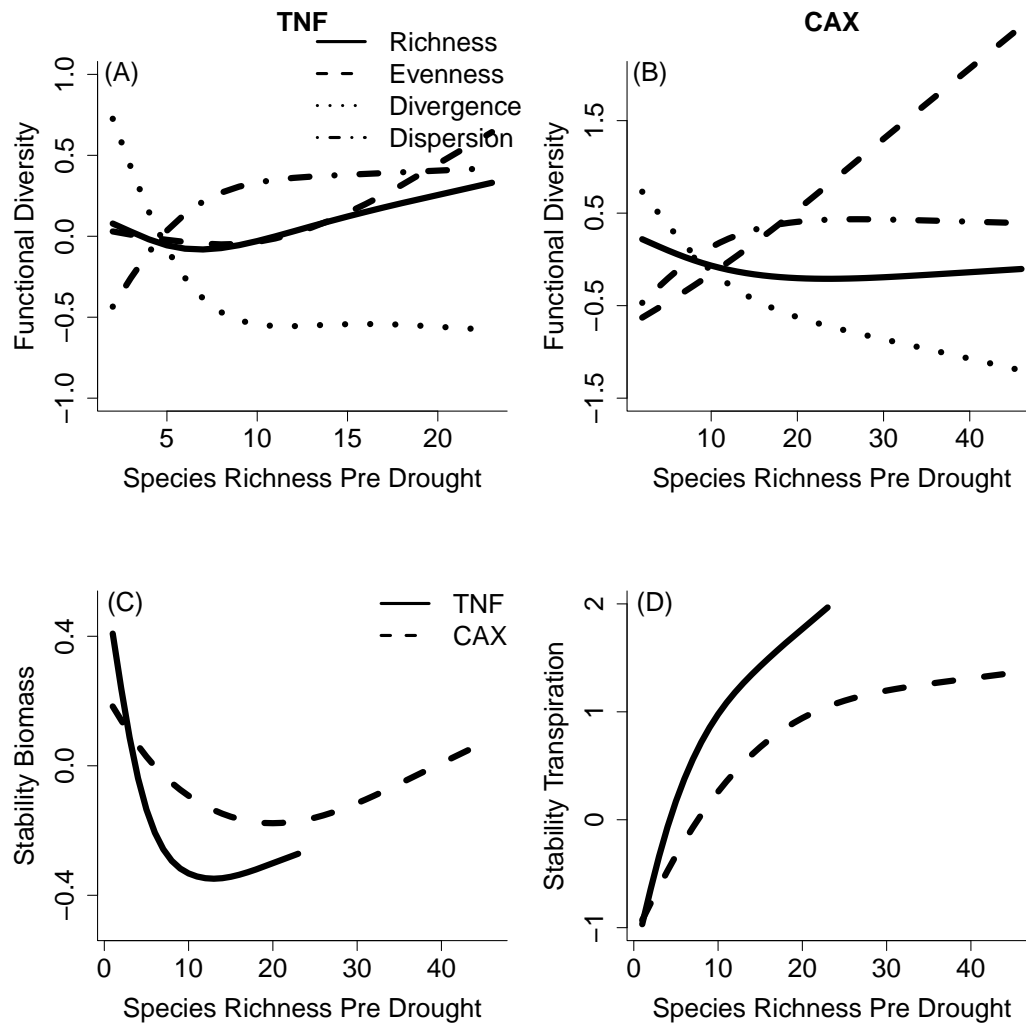 TNF
CAX
(A)
Richness
Evenness
Divergence
Dispersion
Functional Diversity
1.0
0.5
0.0
−0.5
−1.0
5
10
15
20
Species Richness Pre Drought
(B)
Functional Diversity
1.5
0.5
−0.5
−1.5
10
20
30
40
Species Richness Pre Drought
(C)
TNF
CAX
Stability Biomass
0.4
0.0
−0.4
0
10
20
30
40
Species Richness Pre Drought
(D)
Stability Transpiration
2
1
0
−1
0
10
20
30
40
Species Richness Pre Drought